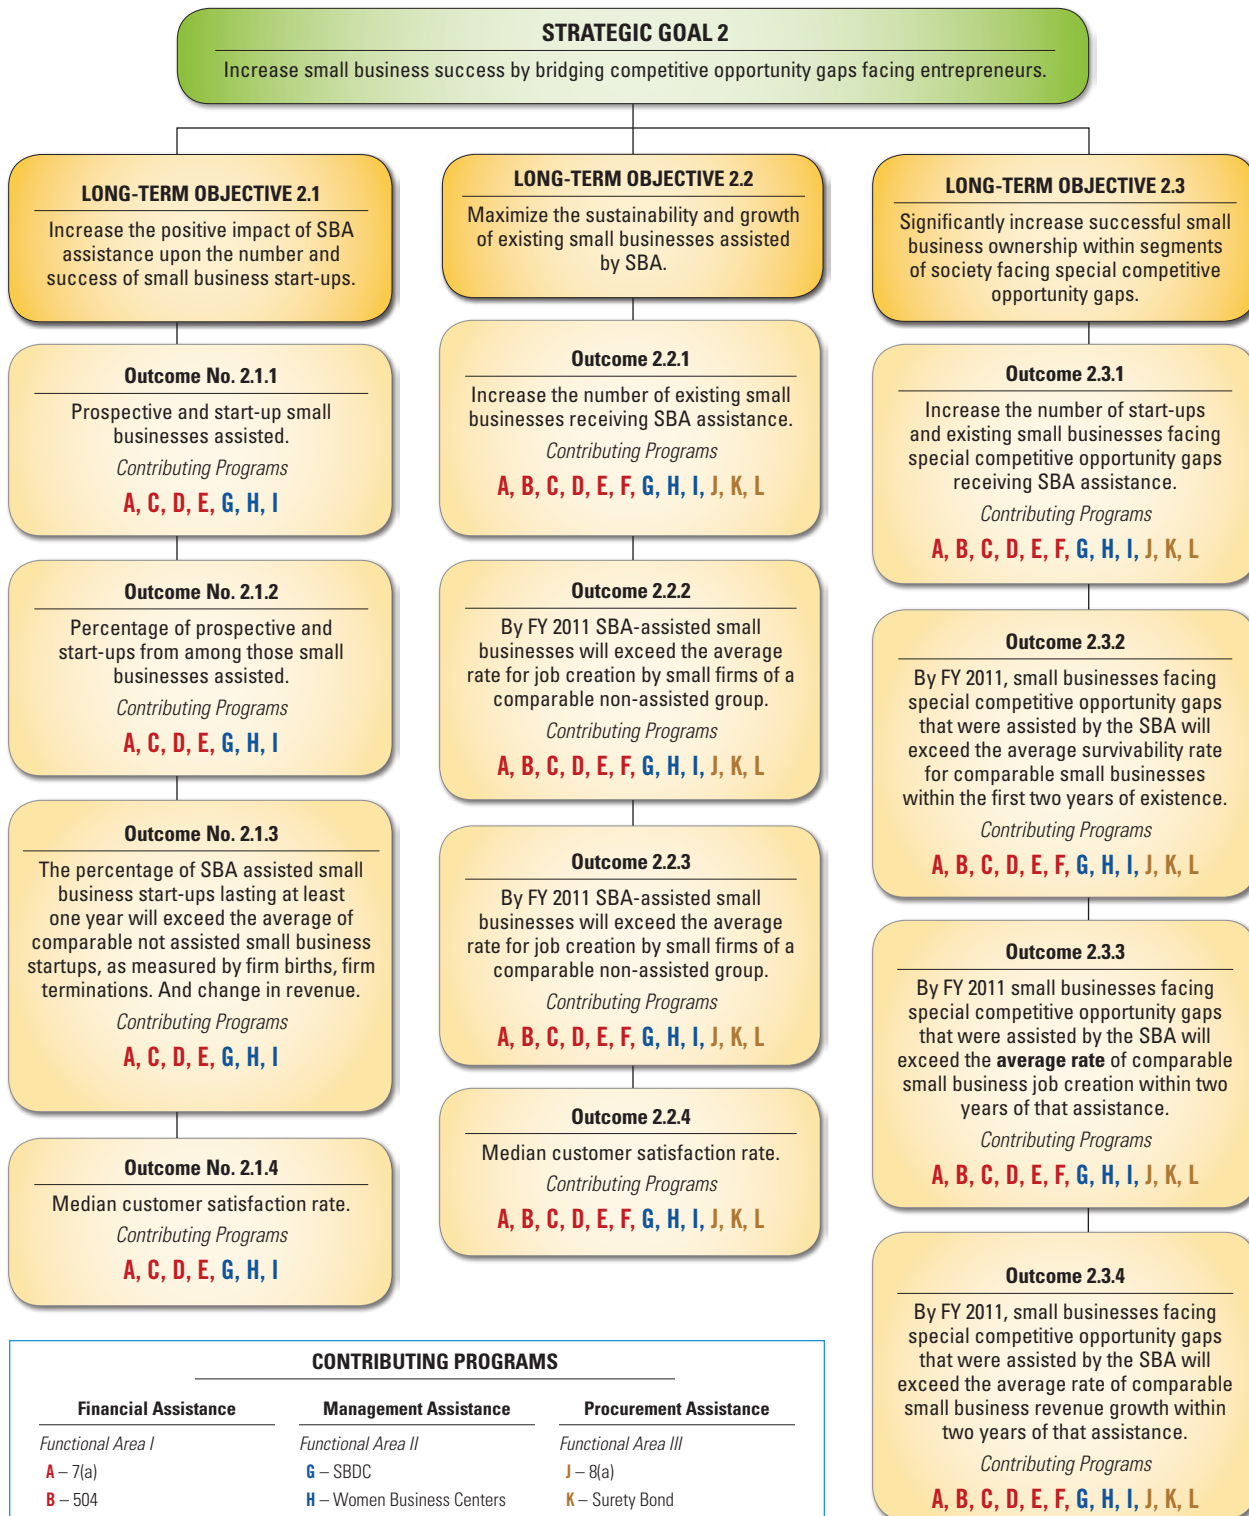 STRATEGIC GOAL 2
Increase small business success by bridging competitive opportunity gaps facing entrepreneurs.
LONG-TERM OBJECTIVE 2.1
Increase the positive impact of SBA
assistance upon the number and
success of small business start-ups.
Outcome No. 2.1.1
Prospective and start-up small
businesses assisted.
Contributing Programs
A, C, D, E, G, H, I
Outcome No. 2.1.2
Percentage of prospective and
start-ups from among those small
businesses assisted.
Contributing Programs
A, C, D, E, G, H, I
Outcome No. 2.1.3
The percentage of SBA assisted small
business start-ups lasting at least
one year will exceed the average of
comparable not assisted small business
startups, as measured by firm births, firm
terminations. And change in revenue.
Contributing Programs
A, C, D, E, G, H, I
Outcome No. 2.1.4
Median customer satisfaction rate.
Contributing Programs
A, C, D, E, G, H, I
LONG-TERM OBJECTIVE 2.2
Maximize the sustainability and growth
of existing small businesses assisted
by SBA.
Outcome 2.2.1
Increase the number of existing small
businesses receiving SBA assistance.
Contributing Programs
A, B, C, D, E, F, G, H, I, J, K, L
Outcome 2.2.2
By FY 2011 SBA-assisted small
businesses will exceed the average
rate for job creation by small firms of a
comparable non-assisted group.
Contributing Programs
A, B, C, D, E, F, G, H, I, J, K, L
Outcome 2.2.3
By FY 2011 SBA-assisted small
businesses will exceed the average
rate for job creation by small firms of a
comparable non-assisted group.
Contributing Programs
A, B, C, D, E, F, G, H, I, J, K, L
Outcome 2.2.4
Median customer satisfaction rate.
Contributing Programs
A, B, C, D, E, F, G, H, I, J, K, L
LONG-TERM OBJECTIVE 2.3
Significantly increase successful small
business ownership within segments
of society facing special competitive
opportunity gaps.
Outcome 2.3.1
Increase the number of start-ups
and existing small businesses facing
special competitive opportunity gaps
receiving SBA assistance.
Contributing Programs
A, B, C, D, E, F, G, H, I, J, K, L
Outcome 2.3.2
By FY 2011, small businesses facing
special competitive opportunity gaps
that were assisted by the SBA will
exceed the average survivability rate
for comparable small businesses
within the first two years of existence.
Contributing Programs
A, B, C, D, E, F, G, H, I, J, K, L
Outcome 2.3.3
By FY 2011 small businesses facing
special competitive opportunity gaps
that were assisted by the SBA will
exceed the average rate of comparable
small business job creation within two
years of that assistance.
Contributing Programs
A, B, C, D, E, F, G, H, I, J, K, L
Outcome 2.3.4
By FY 2011, small businesses facing
special competitive opportunity gaps
that were assisted by the SBA will
exceed the average rate of comparable
small business revenue growth within
two years of that assistance.
Contributing Programs
A, B, C, D, E, F, G, H, I, J, K, L
CONTRIBUTING PROGRAMS
Financial Assistance
Functional Area I
A – 7(a)
B – 504
Management Assistance
Functional Area II
G – SBDC
H – Women Business Centers
Procurement Assistance
Functional Area III
J – 8(a)
K – Surety Bond